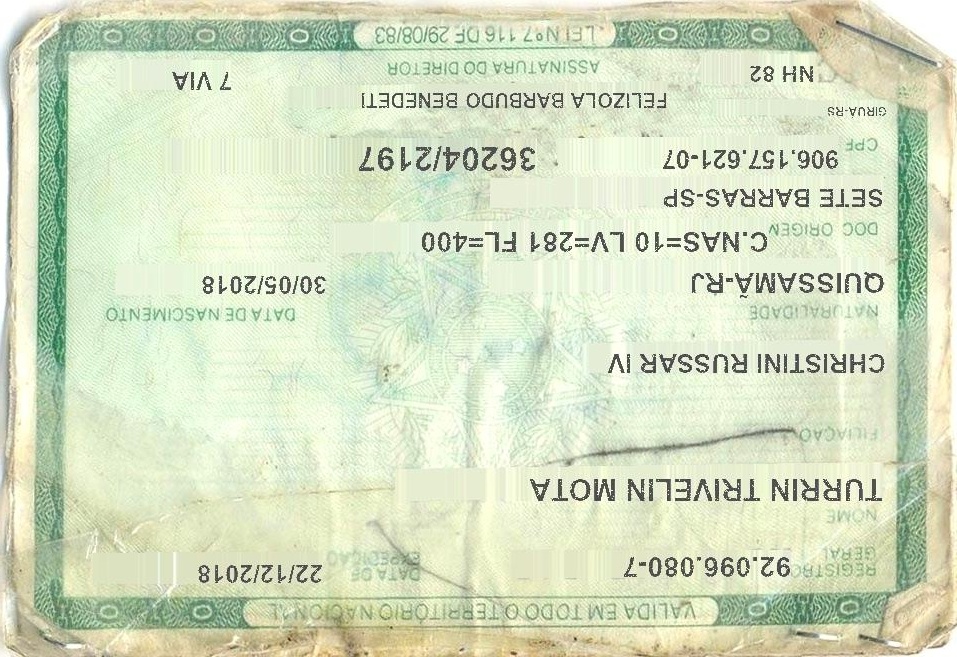 VALIDA EM TODO O TERRITÓRIO NACIONAL
REGISTRO GERAL 92.096.080-7 DATA DE EXPEDIÇÃO 22/12/2018
NOME
TURRIN TRIVELIN MOTA
FILIAÇÃO
CHRISTINI RUSSAR IV
NATURALIDADE DATA DE NASCIMENTO
QUISSAMÃ-RJ 30/05/2018
DOC ORIGEM C.NAS=10 LV=281 FL=400
SETE BARRAS-SP
CPF 906.157.621-07 36204/2197
GIRUA-RS
FELIZOLA BARBUDO BENEDETI
NH 82 ASSINATURA DO DIRETOR 7 VIA
LEI Nº 7.116 DE 29/08/83